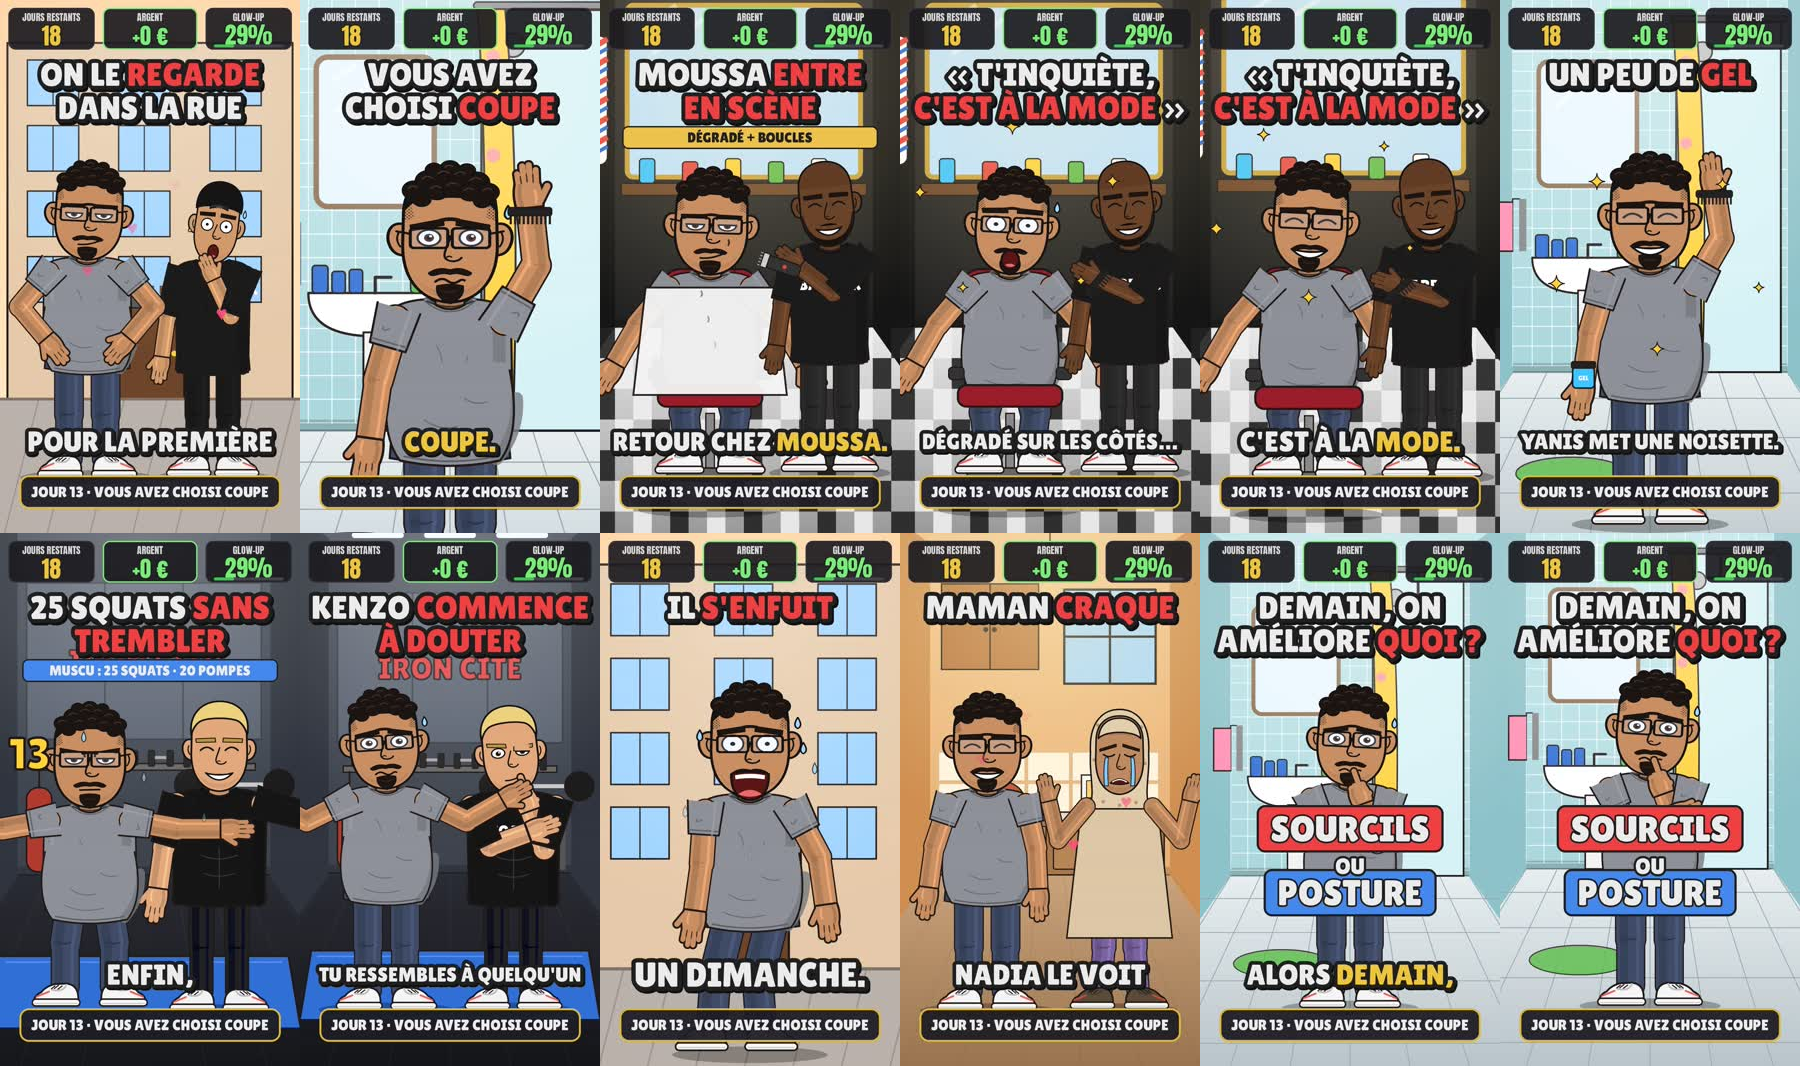 JOURS RESTANTS
18
ARGENT
+0 €
GLOW-UP
29%
ON LE REGARDE
DANS LA RUE
POUR LA PREMIÈRE
JOUR 13 · VOUS AVEZ CHOISI COUPE
JOURS RESTANTS
18
ARGENT
+0 €
GLOW-UP
29%
VOUS AVEZ
CHOISI COUPE
COUPE.
JOUR 13 · VOUS AVEZ CHOISI COUPE
JOURS RESTANTS
18
ARGENT
+0 €
GLOW-UP
29%
MOUSSA ENTRE
EN SCÈNE
DÉGRADÉ + BOUCLES
RETOUR CHEZ MOUSSA.
JOUR 13 · VOUS AVEZ CHOISI COUPE
JOURS RESTANTS
18
ARGENT
+0 €
GLOW-UP
29%
« T'INQUIÈTE,
C'EST À LA MODE »
DÉGRADÉ SUR LES CÔTÉS...
JOUR 13 · VOUS AVEZ CHOISI COUPE
JOURS RESTANTS
18
ARGENT
+0 €
GLOW-UP
29%
« T'INQUIÈTE,
C'EST À LA MODE »
C'EST À LA MODE.
JOUR 13 · VOUS AVEZ CHOISI COUPE
JOURS RESTANTS
18
ARGENT
+0 €
GLOW-UP
29%
UN PEU DE GEL
GEL
YANIS MET UNE NOISETTE.
JOUR 13 · VOUS AVEZ CHOISI COUPE
JOURS RESTANTS
18
ARGENT
+0 €
GLOW-UP
29%
25 SQUATS SANS
TREMBLER
MUSCU : 25 SQUATS · 20 POMPES
13
ENFIN,
JOUR 13 · VOUS AVEZ CHOISI COUPE
JOURS RESTANTS
18
ARGENT
+0 €
GLOW-UP
29%
KENZO COMMENCE
À DOUTER
IRON CITE
TU RESSEMBLES À QUELQU'UN
JOUR 13 · VOUS AVEZ CHOISI COUPE
JOURS RESTANTS
18
ARGENT
+0 €
GLOW-UP
29%
IL S'ENFUIT
UN DIMANCHE.
JOUR 13 · VOUS AVEZ CHOISI COUPE
JOURS RESTANTS
18
ARGENT
+0 €
GLOW-UP
29%
MAMAN CRAQUE
NADIA LE VOIT
JOUR 13 · VOUS AVEZ CHOISI COUPE
JOURS RESTANTS
18
ARGENT
+0 €
GLOW-UP
29%
DEMAIN, ON
AMÉLIORE QUOI ?
SOURCILS
OU
POSTURE
ALORS DEMAIN,
JOUR 13 · VOUS AVEZ CHOISI COUPE
JOURS RESTANTS
18
ARGENT
+0 €
GLOW-UP
29%
DEMAIN, ON
AMÉLIORE QUOI ?
SOURCILS
OU
POSTURE
JOUR 13 · VOUS AVEZ CHOISI COUPE